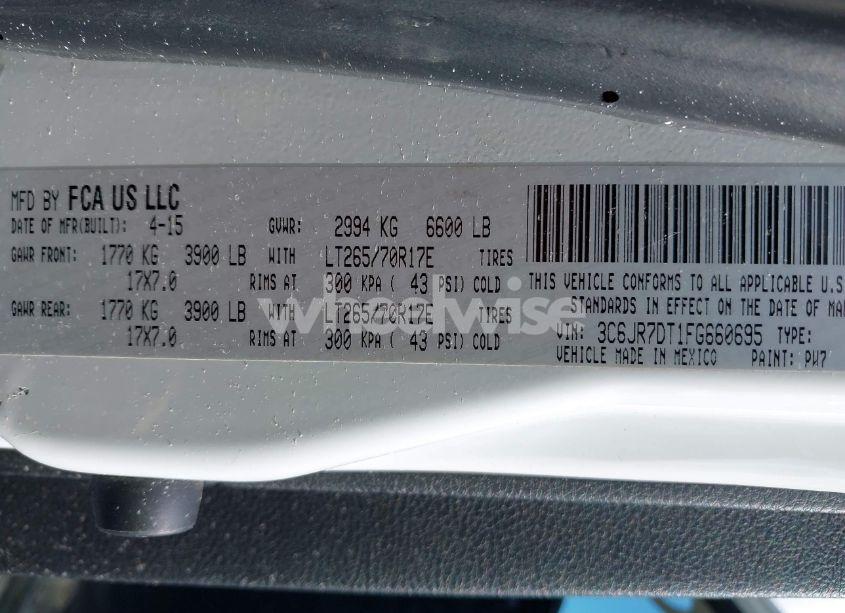 MFD BY FCA US LLC
DATE OF MFR(BUILT): 4-15 GVWR: 2994 KG 6600 LB
GAWR FRONT: 1770 KG 3900 LB WITH LT265/70R17E TIRES
17X7.0 RIMS AT 300 KPA ( 43 PSI) COLD
GAWR REAR: 1770 KG 3900 LB WITH LT265/70R17E TIRES
17X7.0 RIMS AT 300 KPA ( 43 PSI) COLD
THIS VEHICLE CONFORMS TO ALL APPLICABLE U.S
STANDARDS IN EFFECT ON THE DATE OF MA
VIN: 3C6JR7DT1FG660695 TYPE:
VEHICLE MADE IN MEXICO PAINT: PW7
wheelwise